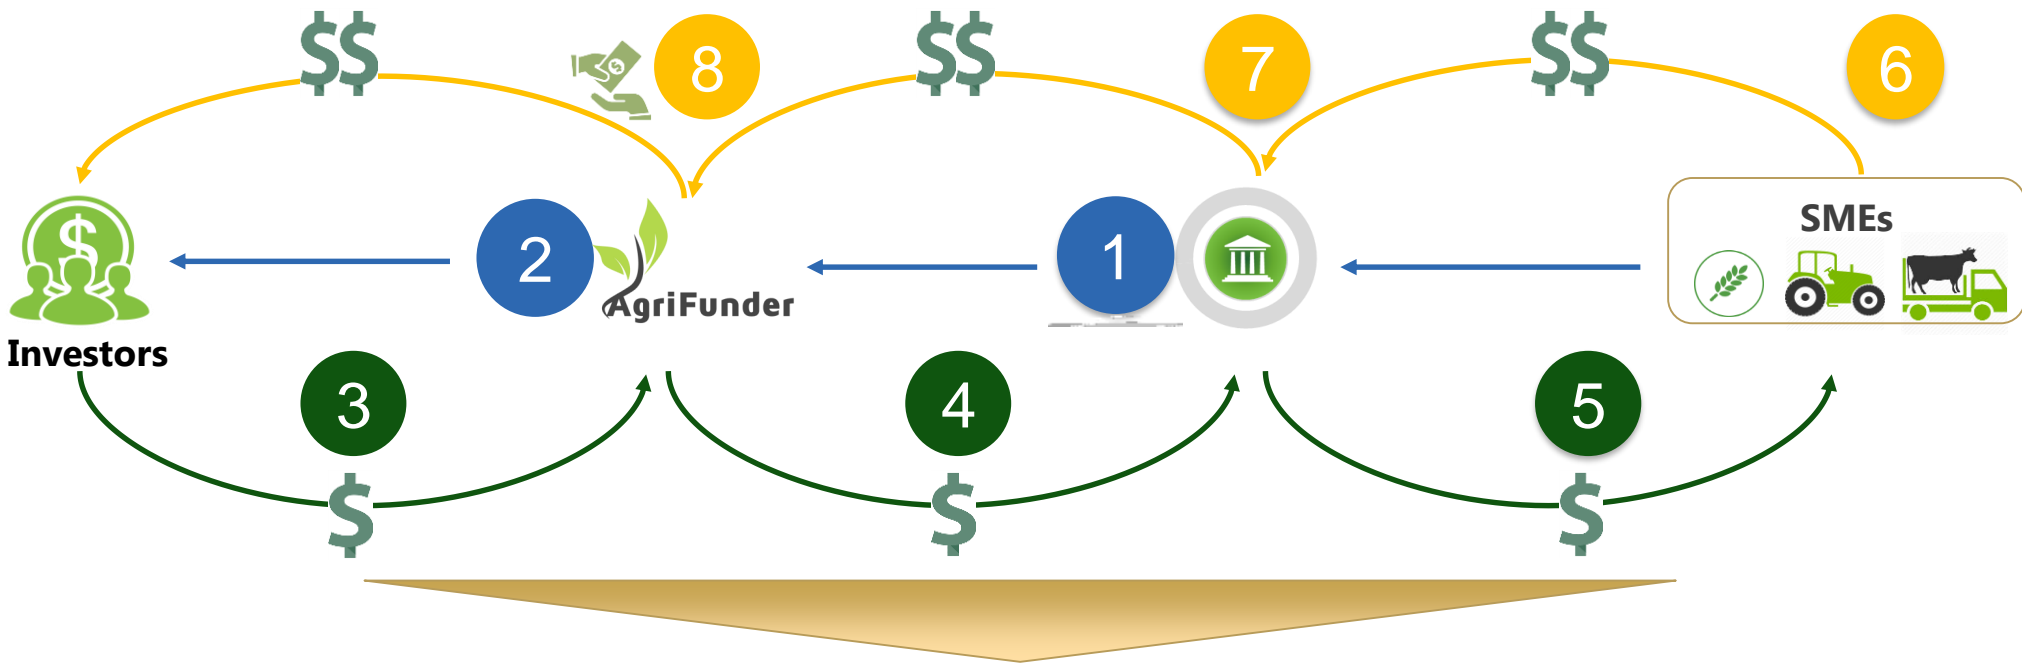 $$ 8 $$ 7 $$ 6
SMEs
$ 2 1
AgriFunder
Investors
3 4 5
$ $ $